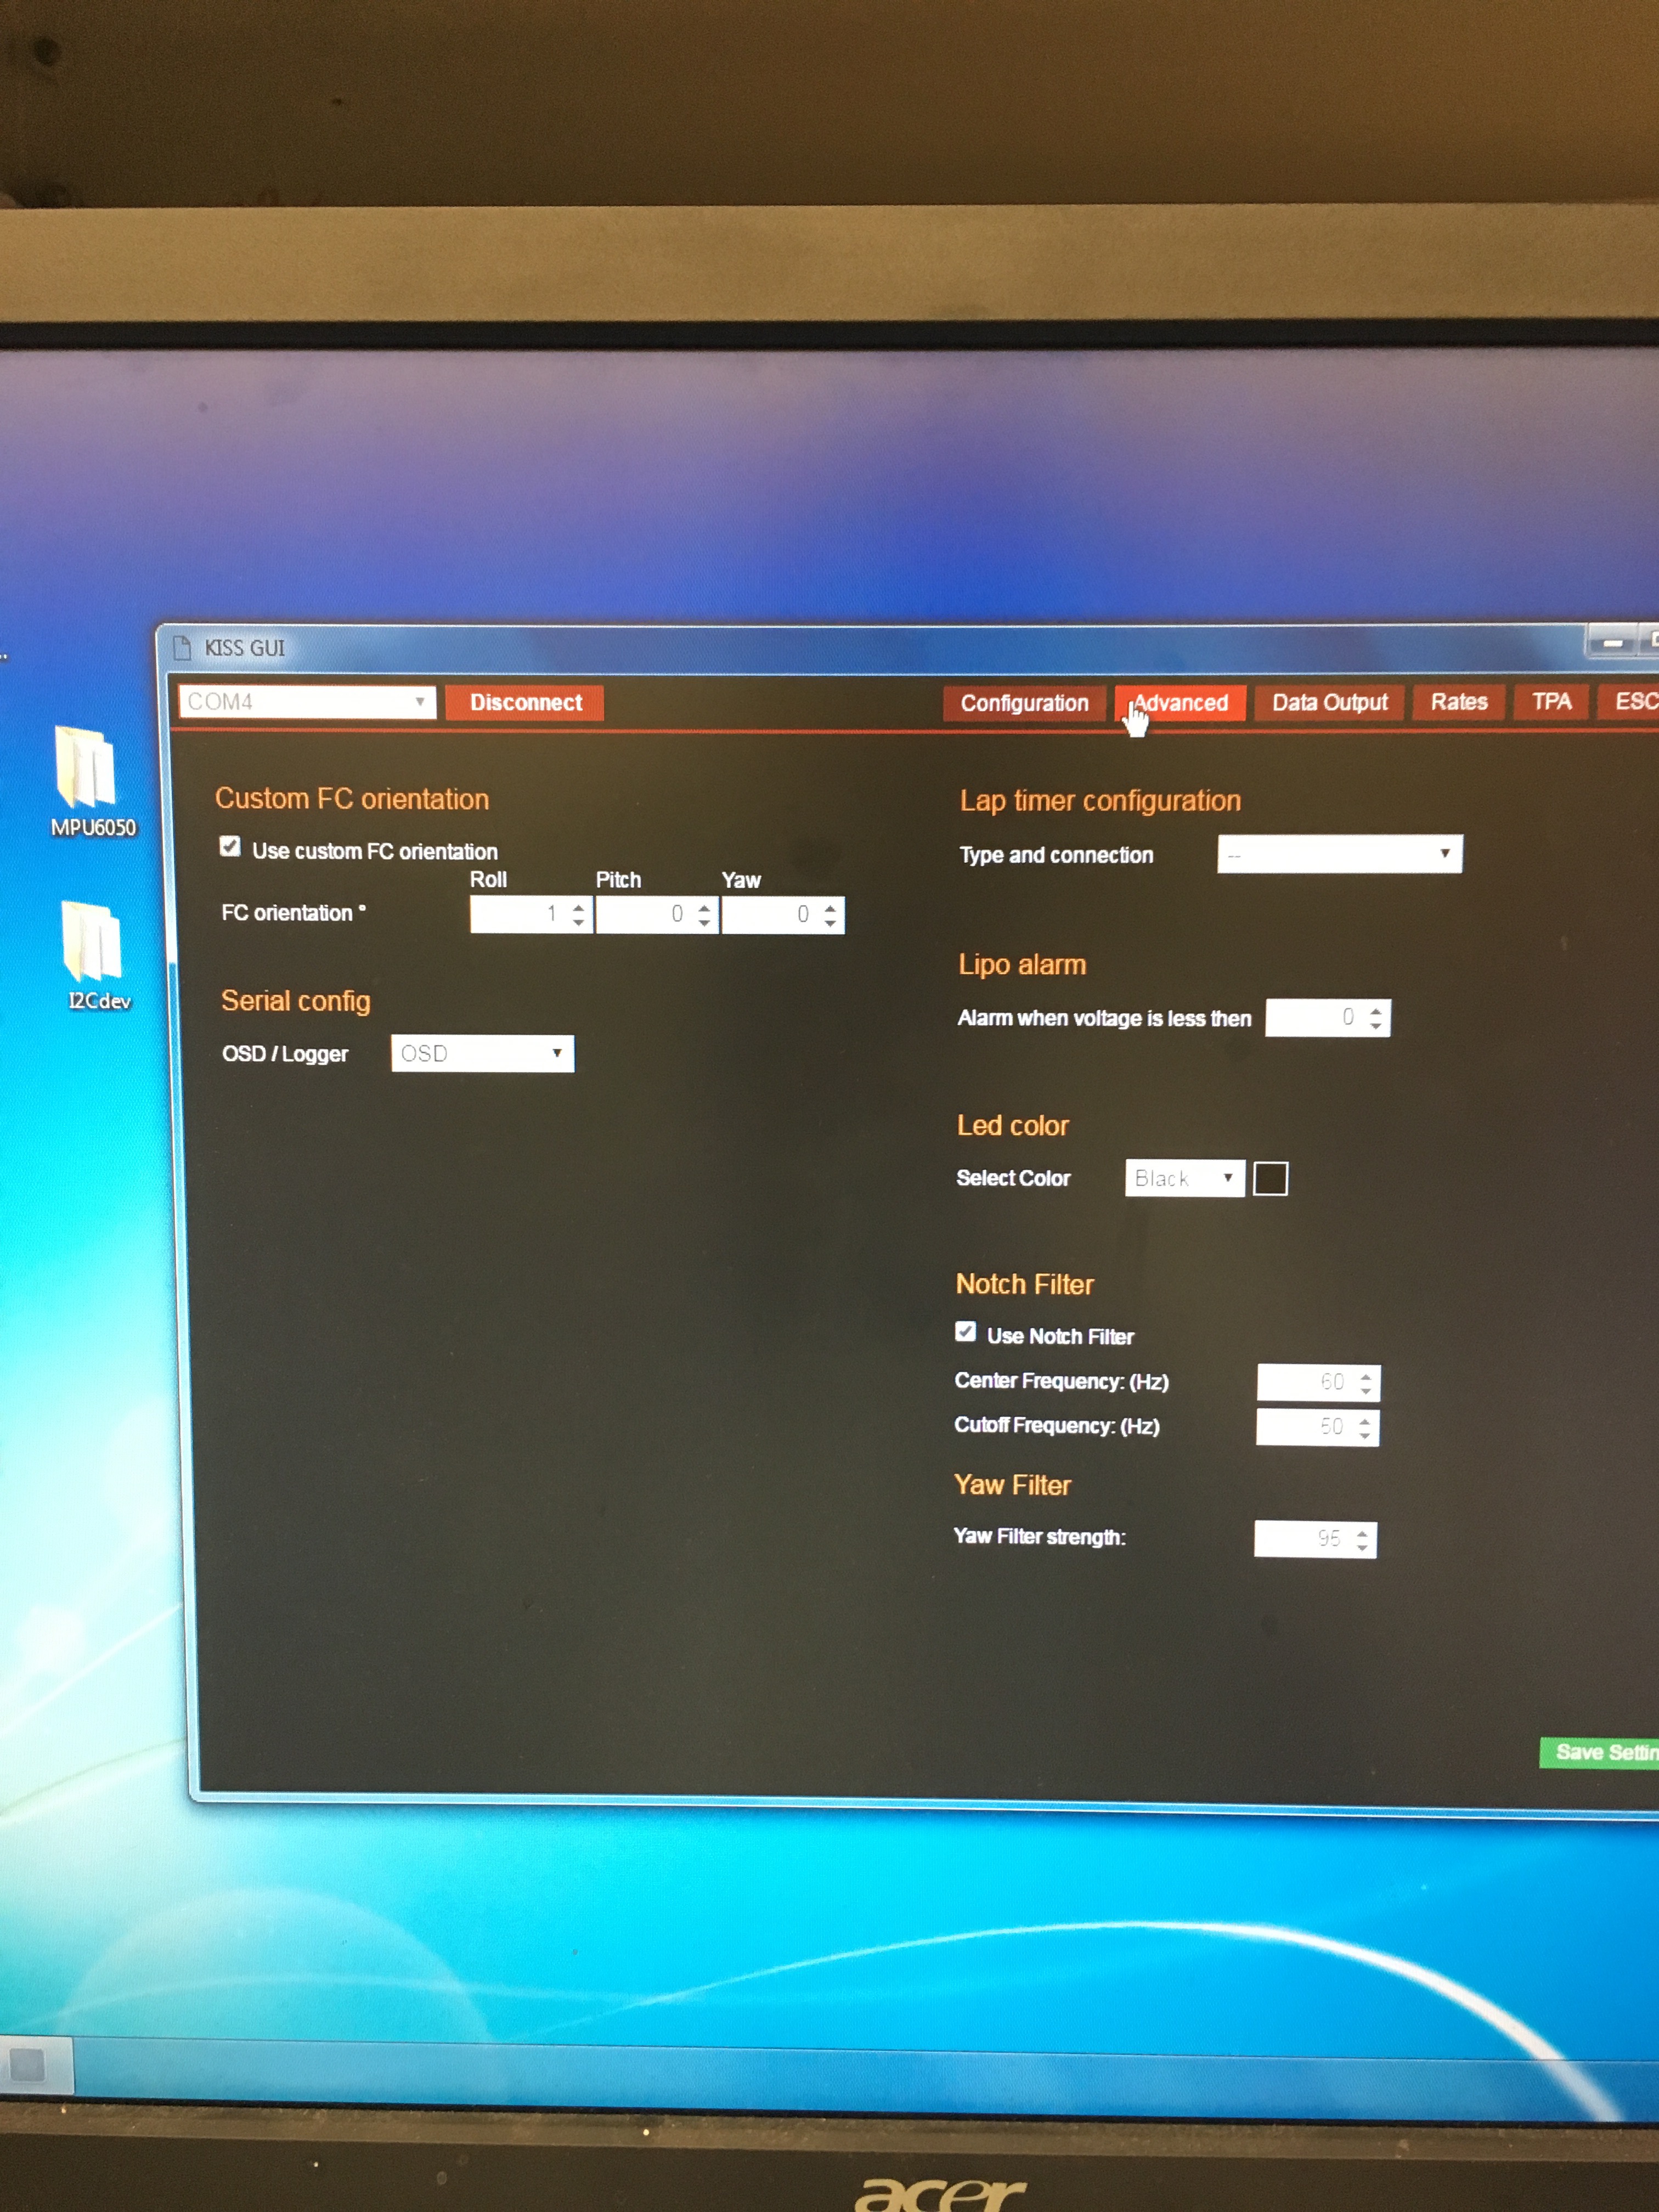 KISS GUI
COM4 Disconnect Configuration Advanced Data Output Rates TPA ESC
MPU6050
I2Cdev
Custom FC orientation
Use custom FC orientation
Roll Pitch Yaw
FC orientation ° 1 0 0
Serial config
OSD / Logger OSD
Lap timer configuration
Type and connection --
Lipo alarm
Alarm when voltage is less then 0
Led color
Select Color Black
Notch Filter
Use Notch Filter
Center Frequency: (Hz) 60
Cutoff Frequency: (Hz) 50
Yaw Filter
Yaw Filter strength: 95
Save Settin
acer